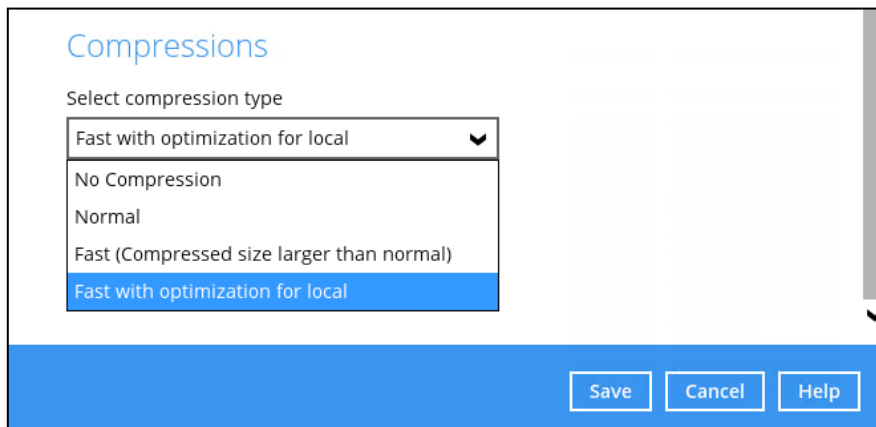 Compressions
Select compression type
Fast with optimization for local
No Compression
Normal
Fast (Compressed size larger than normal)
Fast with optimization for local
Save Cancel Help